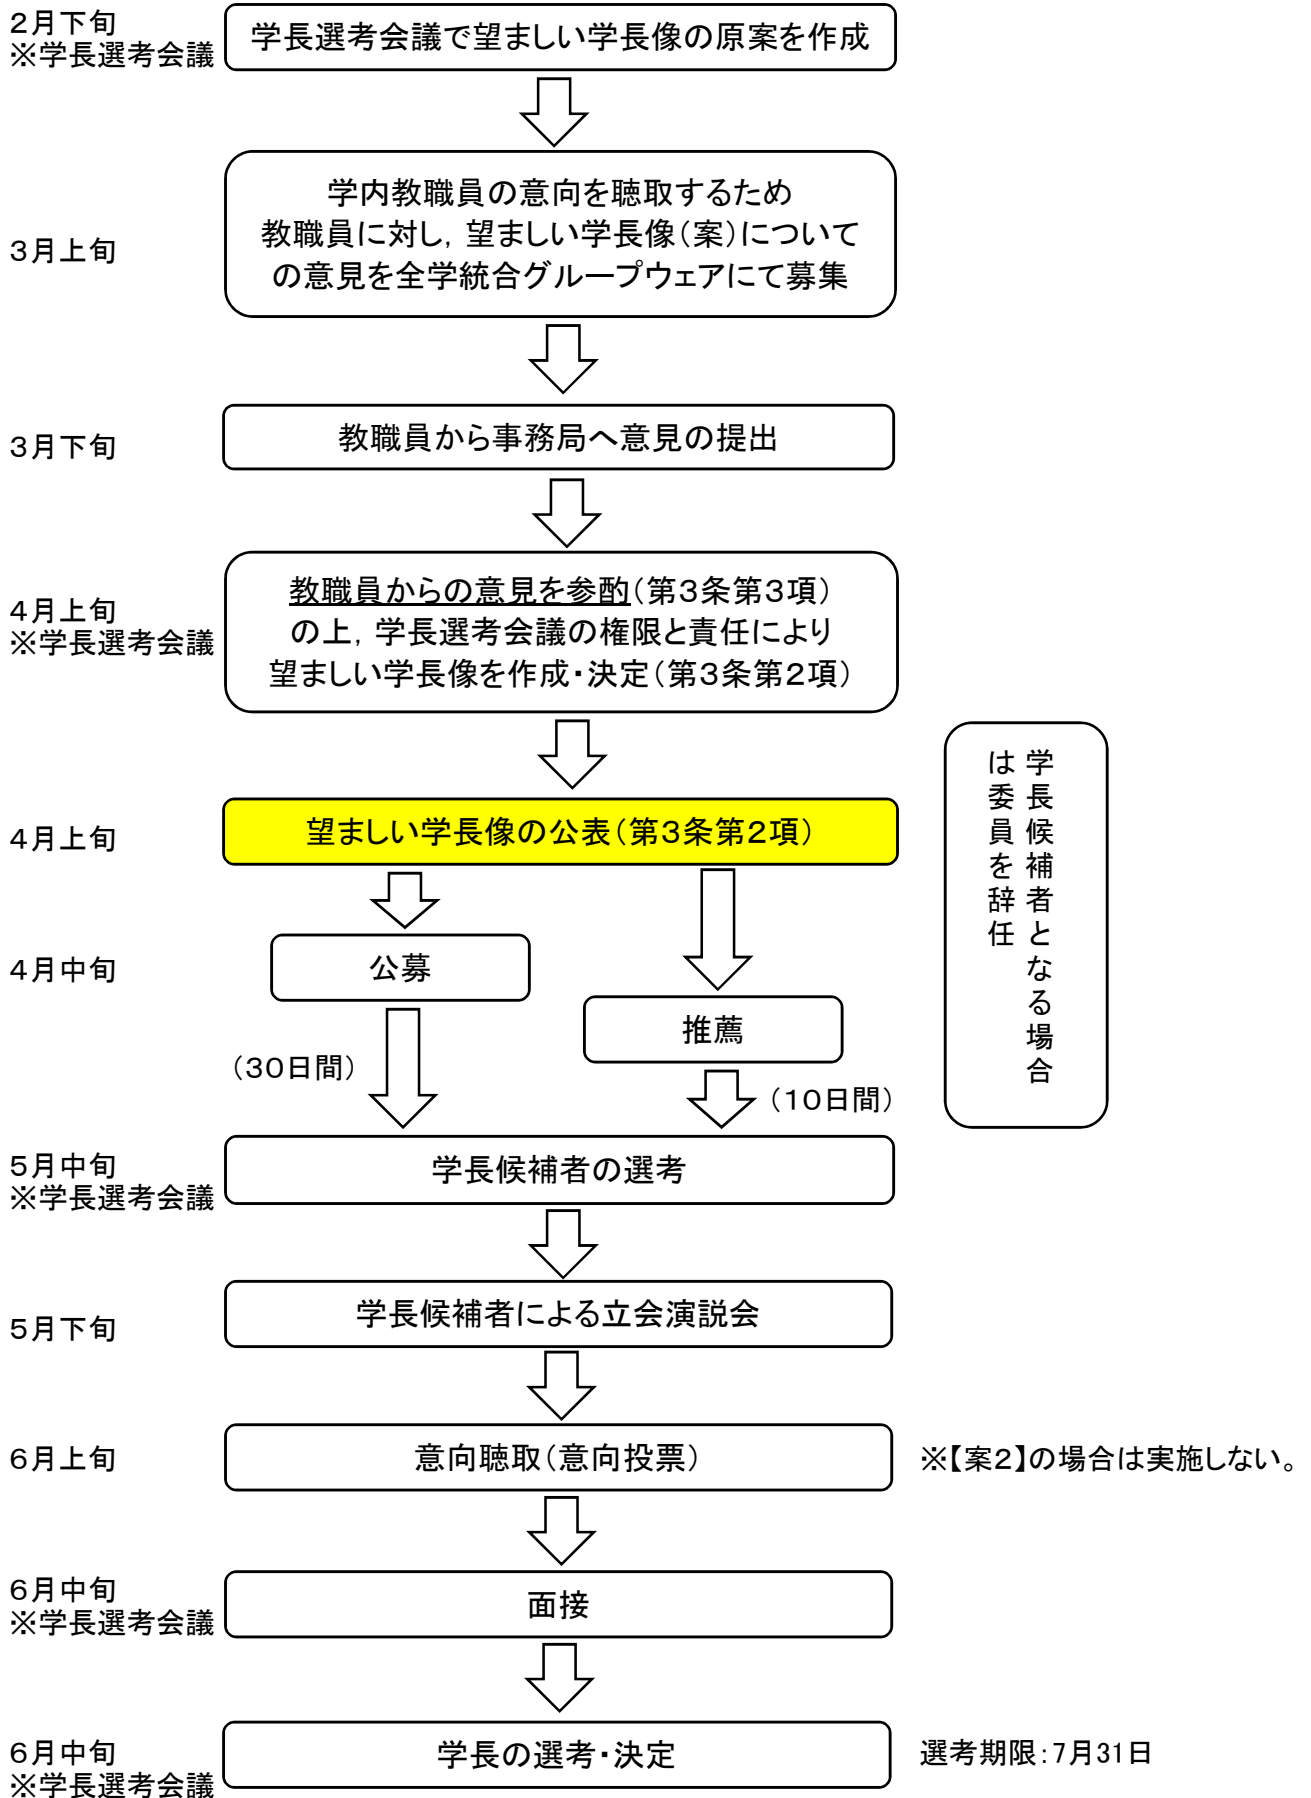 2月下旬
※学長選考会議
学長選考会議で望ましい学長像の原案を作成
3月上旬
学内教職員の意向を聴取するため
教職員に対し，望ましい学長像（案）について
の意見を全学統合グループウェアにて募集
3月下旬
教職員から事務局へ意見の提出
4月上旬
※学長選考会議
教職員からの意見を参酌（第3条第3項）
の上，学長選考会議の権限と責任により
望ましい学長像を作成・決定（第3条第2項）
学長候補者となる場合
は委員を辞任
4月上旬
望ましい学長像の公表（第3条第2項）
4月中旬
公募
推薦
（30日間）
（10日間）
5月中旬
※学長選考会議
学長候補者の選考
5月下旬
学長候補者による立会演説会
6月上旬
意向聴取（意向投票）
※【案2】の場合は実施しない。
6月中旬
※学長選考会議
面接
6月中旬
※学長選考会議
学長の選考・決定
選考期限：7月31日